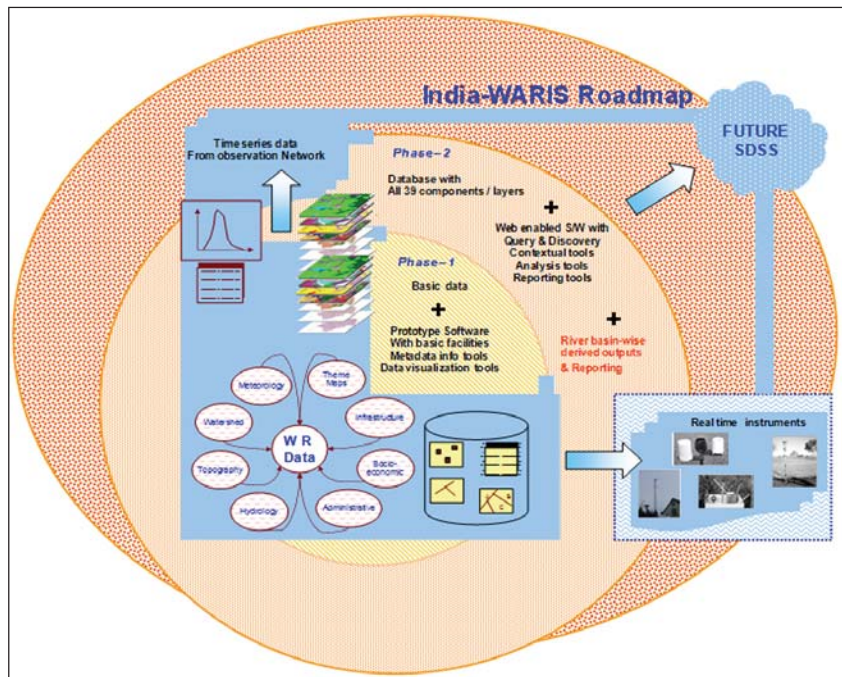 India-WARIS Roadmap
FUTURE
SDSS
Time series data
From observation Network
Phase-2
Database with
All 39 components / layers
+
Web enabled S/W with
Query & Discovery
Contextual tools
Analysis tools
Reporting tools
+
River basin-wise
derived outputs
& Reporting
Phase-1
Basic data
+
Prototype Software
With basic facilities
Metadata info tools
Data visualization tools
Meteorology
Theme
Maps
Watershed
Infrastructure
W R
Data
Topography
Socio-
economic
Hydrology
Administrative
Real time instruments